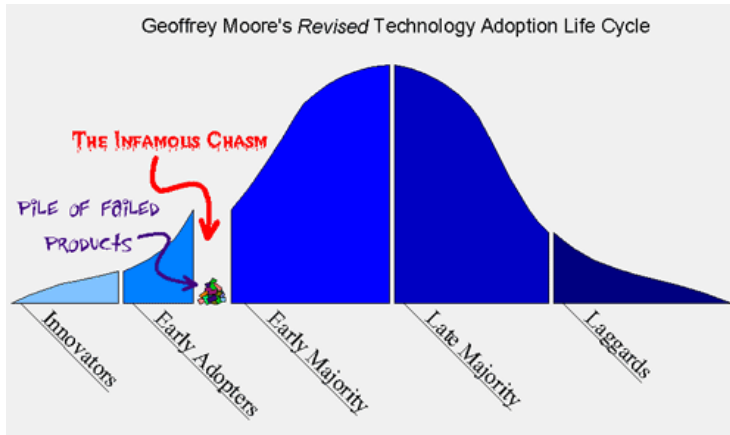 Geoffrey Moore's Revised Technology Adoption Life Cycle
The Infamous Chasm
Pile of Failed
Products
Innovators
Early Adopters
Early Majority
Late Majority
Laggards